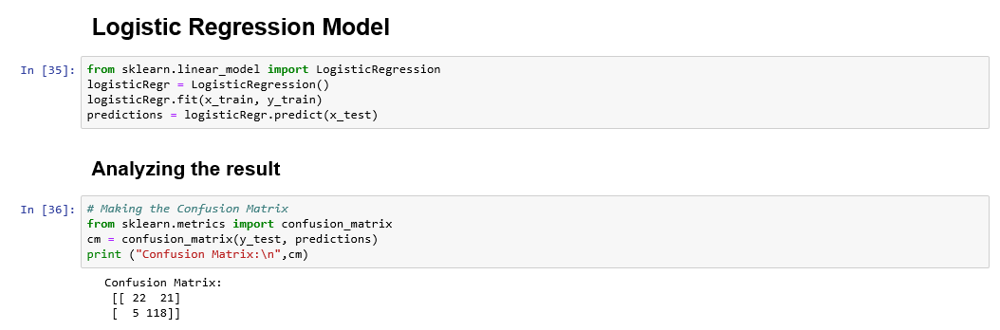 Logistic Regression Model
In [35]: from sklearn.linear_model import LogisticRegression
logisticRegr = LogisticRegression()
logisticRegr.fit(x_train, y_train)
predictions = logisticRegr.predict(x_test)
Analyzing the result
In [36]: # Making the Confusion Matrix
from sklearn.metrics import confusion_matrix
cm = confusion_matrix(y_test, predictions)
print ("Confusion Matrix:\n",cm)
Confusion Matrix:
[[ 22  21]
[  5 118]]